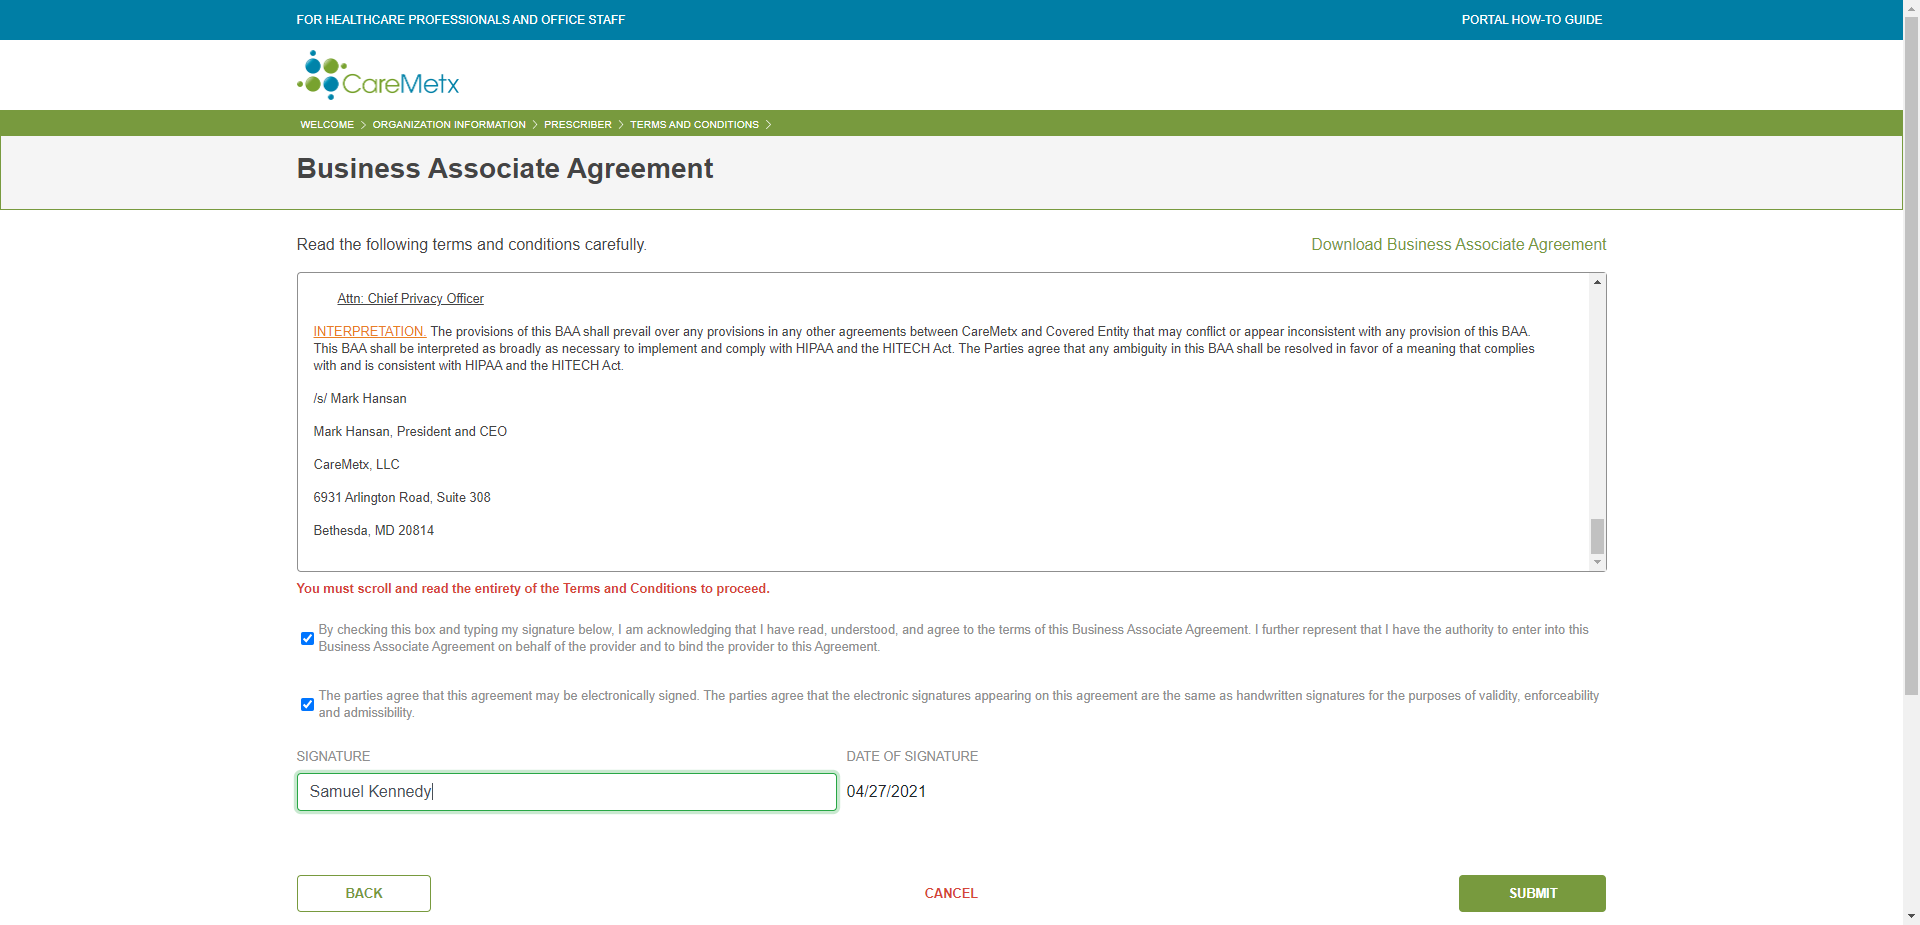 FOR HEALTHCARE PROFESSIONALS AND OFFICE STAFF
PORTAL HOW-TO GUIDE
CareMetx
WELCOME > ORGANIZATION INFORMATION > PRESCRIBER > TERMS AND CONDITIONS >
Business Associate Agreement
Read the following terms and conditions carefully.
Download Business Associate Agreement
Attn: Chief Privacy Officer
INTERPRETATION. The provisions of this BAA shall prevail over any provisions in any other agreements between CareMetx and Covered Entity that may conflict or appear inconsistent with any provision of this BAA.
This BAA shall be interpreted as broadly as necessary to implement and comply with HIPAA and the HITECH Act. The Parties agree that any ambiguity in this BAA shall be resolved in favor of a meaning that complies
with and is consistent with HIPAA and the HITECH Act.
/s/ Mark Hansan
Mark Hansan, President and CEO
CareMetx, LLC
6931 Arlington Road, Suite 308
Bethesda, MD 20814
You must scroll and read the entirety of the Terms and Conditions to proceed.
By checking this box and typing my signature below, I am acknowledging that I have read, understood, and agree to the terms of this Business Associate Agreement. I further represent that I have the authority to enter into this
Business Associate Agreement on behalf of the provider and to bind the provider to this Agreement.
The parties agree that this agreement may be electronically signed. The parties agree that the electronic signatures appearing on this agreement are the same as handwritten signatures for the purposes of validity, enforceability
and admissibility.
SIGNATURE
DATE OF SIGNATURE
Samuel Kennedy
04/27/2021
BACK
CANCEL
SUBMIT